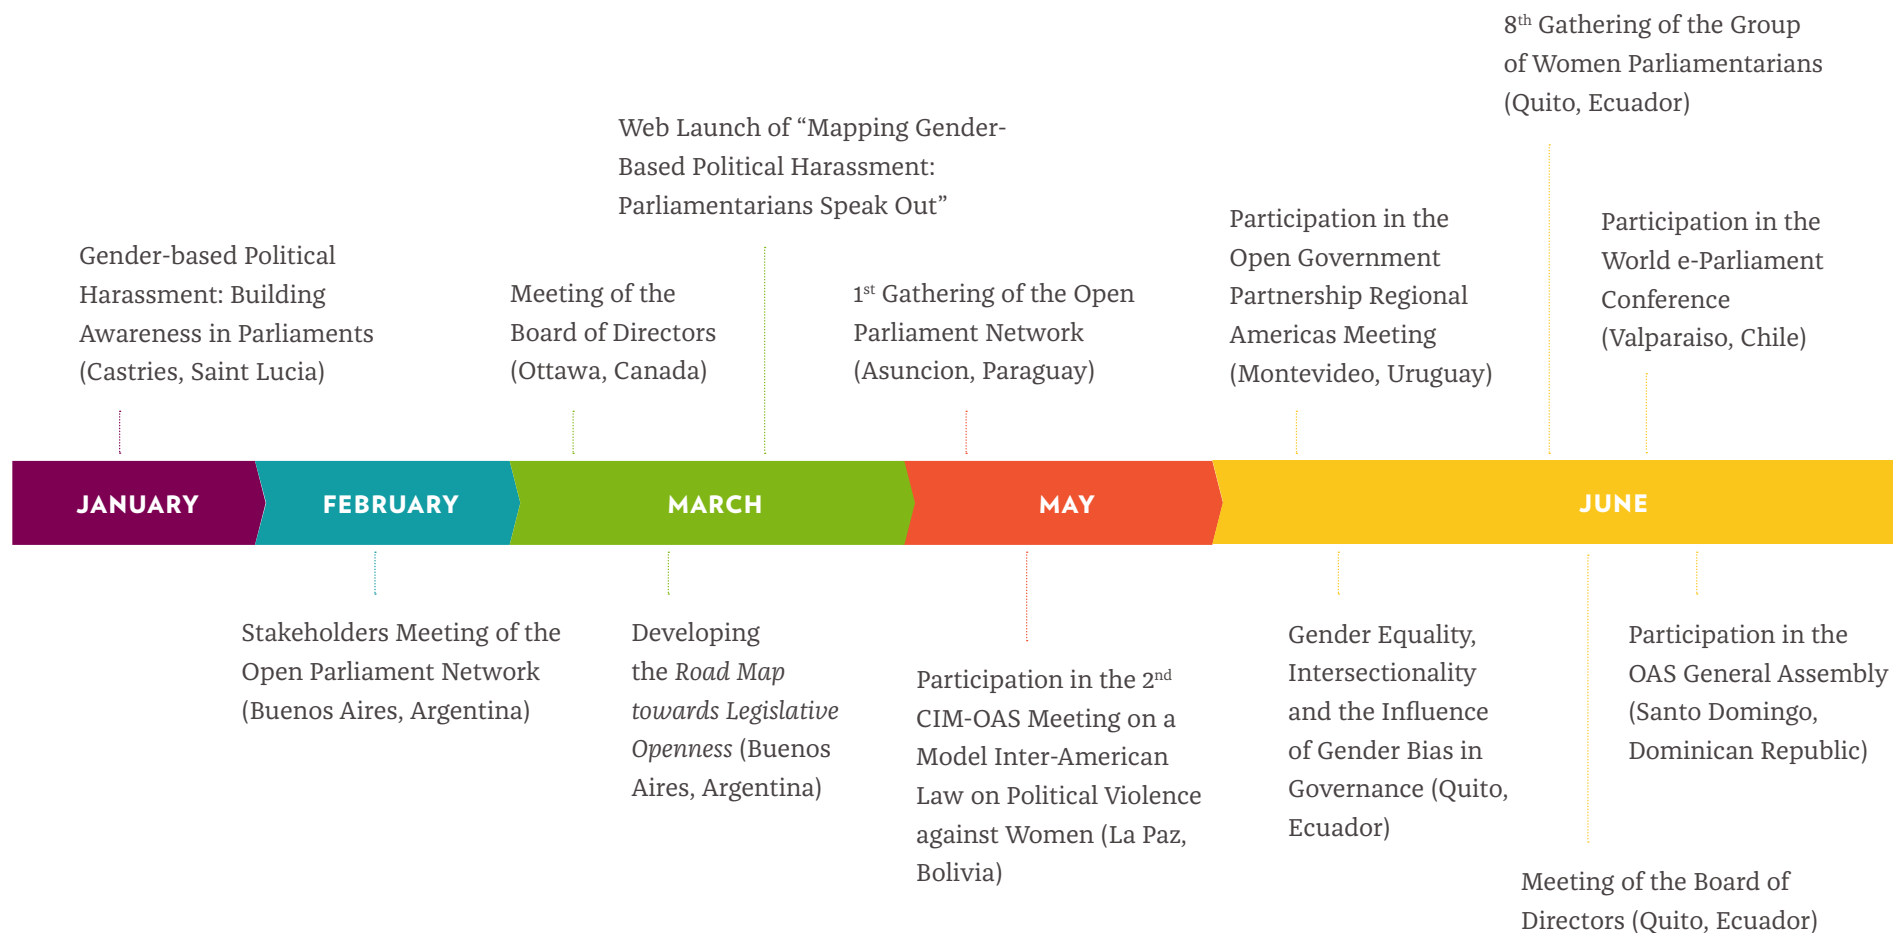 8th Gathering of the Group
of Women Parliamentarians
(Quito, Ecuador)
Web Launch of “Mapping Gender-
Based Political Harassment:
Parliamentarians Speak Out”
Gender-based Political
Harassment: Building
Awareness in Parliaments
(Castries, Saint Lucia)
Meeting of the
Board of Directors
(Ottawa, Canada)
1st Gathering of the Open
Parliament Network
(Asuncion, Paraguay)
Participation in the
Open Government
Partnership Regional
Americas Meeting
(Montevideo, Uruguay)
Participation in the
World e-Parliament
Conference
(Valparaiso, Chile)
JANUARY
FEBRUARY
MARCH
MAY
JUNE
Stakeholders Meeting of the
Open Parliament Network
(Buenos Aires, Argentina)
Developing
the Road Map
towards Legislative
Openness (Buenos
Aires, Argentina)
Participation in the 2nd
CIM-OAS Meeting on a
Model Inter-American
Law on Political Violence
against Women (La Paz,
Bolivia)
Gender Equality,
Intersectionality
and the Influence
of Gender Bias in
Governance (Quito,
Ecuador)
Participation in the
OAS General Assembly
(Santo Domingo,
Dominican Republic)
Meeting of the Board of
Directors (Quito, Ecuador)